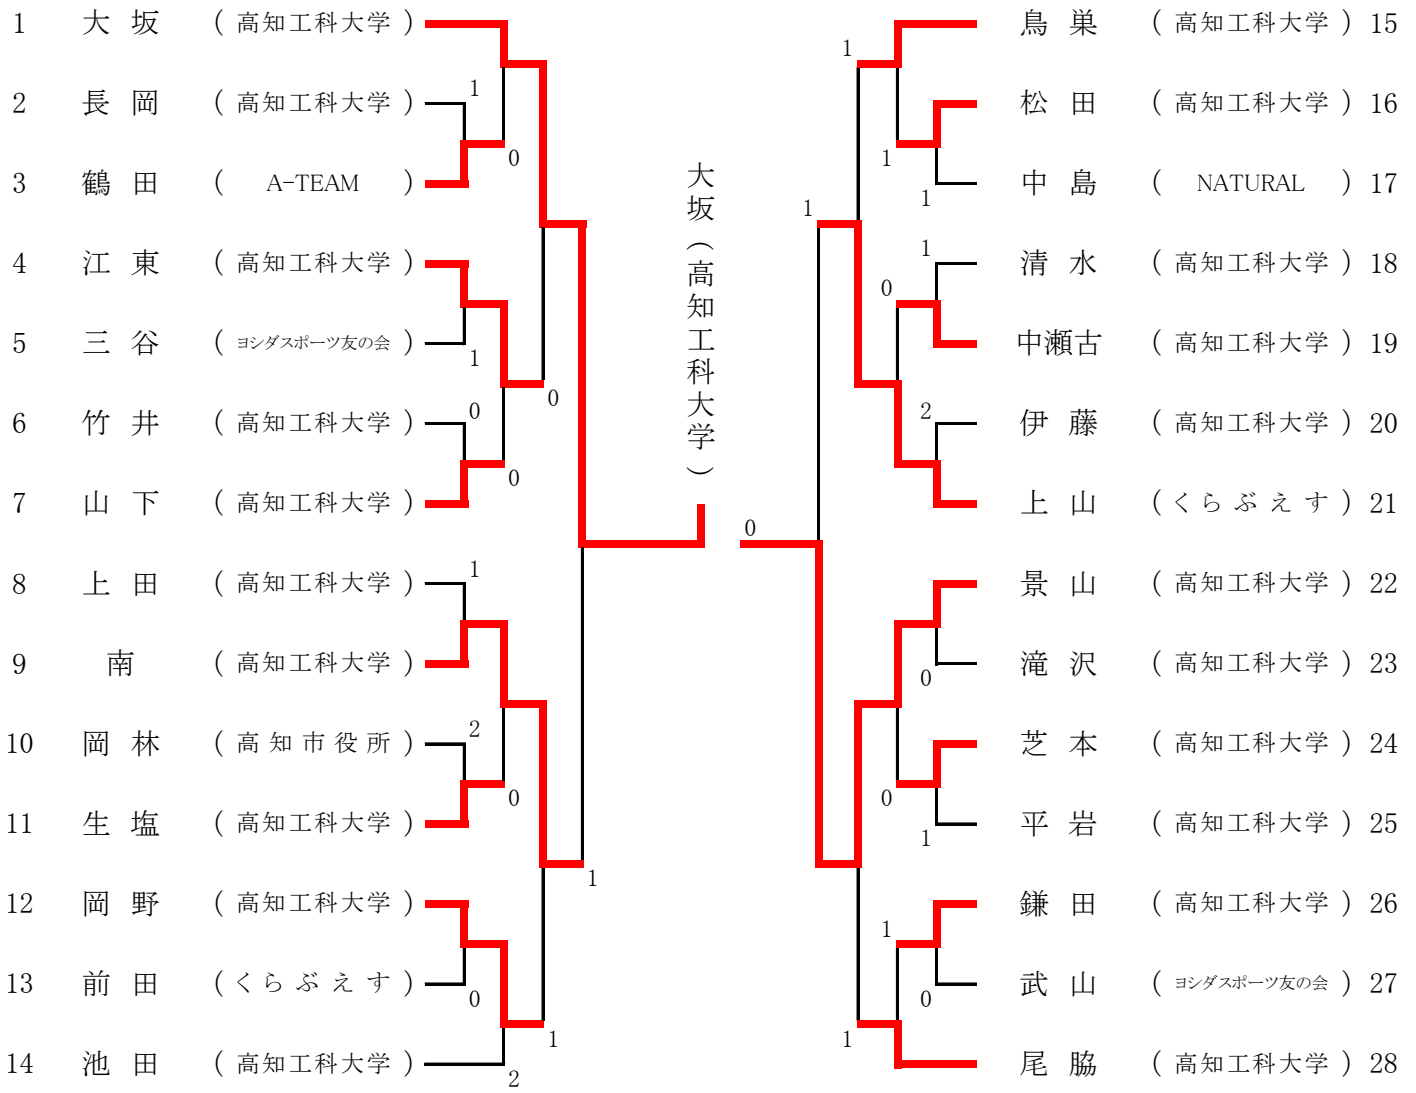 1 大坂 （高知工科大学）
2 長岡 （高知工科大学）
1
3 鶴田 （ A-TEAM ）
0
4 江東 （高知工科大学）
5 三谷 （ヨシダスポーツ友の会）
1
6 竹井 （高知工科大学）
0
0
7 山下 （高知工科大学）
0
8 上田 （高知工科大学）
1
9 南 （高知工科大学）
10 岡林 （高知市役所）
2
11 生塩 （高知工科大学）
0
12 岡野 （高知工科大学）
1
13 前田 （くらぶえす）
0
14 池田 （高知工科大学）
1
2
大坂（高知工科大学）
0
鳥巣 （高知工科大学）15
1
松田 （高知工科大学）16
1
中島 （ NATURAL ）17
1
1
清水 （高知工科大学）18
1
0
中瀬古 （高知工科大学）19
伊藤 （高知工科大学）20
2
上山 （くらぶえす）21
景山 （高知工科大学）22
滝沢 （高知工科大学）23
0
芝本 （高知工科大学）24
0
平岩 （高知工科大学）25
1
鎌田 （高知工科大学）26
1
武山 （ヨシダスポーツ友の会）27
0
尾脇 （高知工科大学）28
1